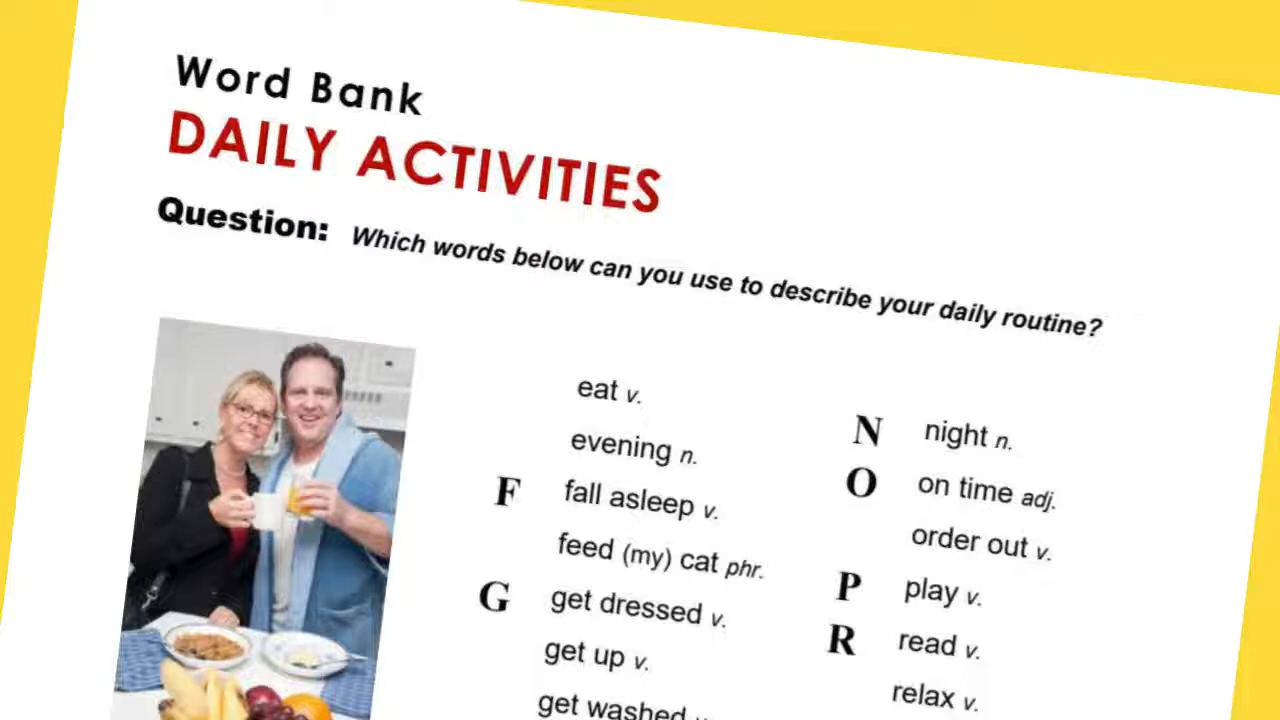 Word Bank
DAILY ACTIVITIES
Question: Which words below can you use to describe your daily routine?
eat v.
evening n.
F fall asleep v.
feed (my) cat phr.
G get dressed v.
get up v.
get washed
N night n.
O on time adj.
order out v.
P play v.
R read v.
relax v.